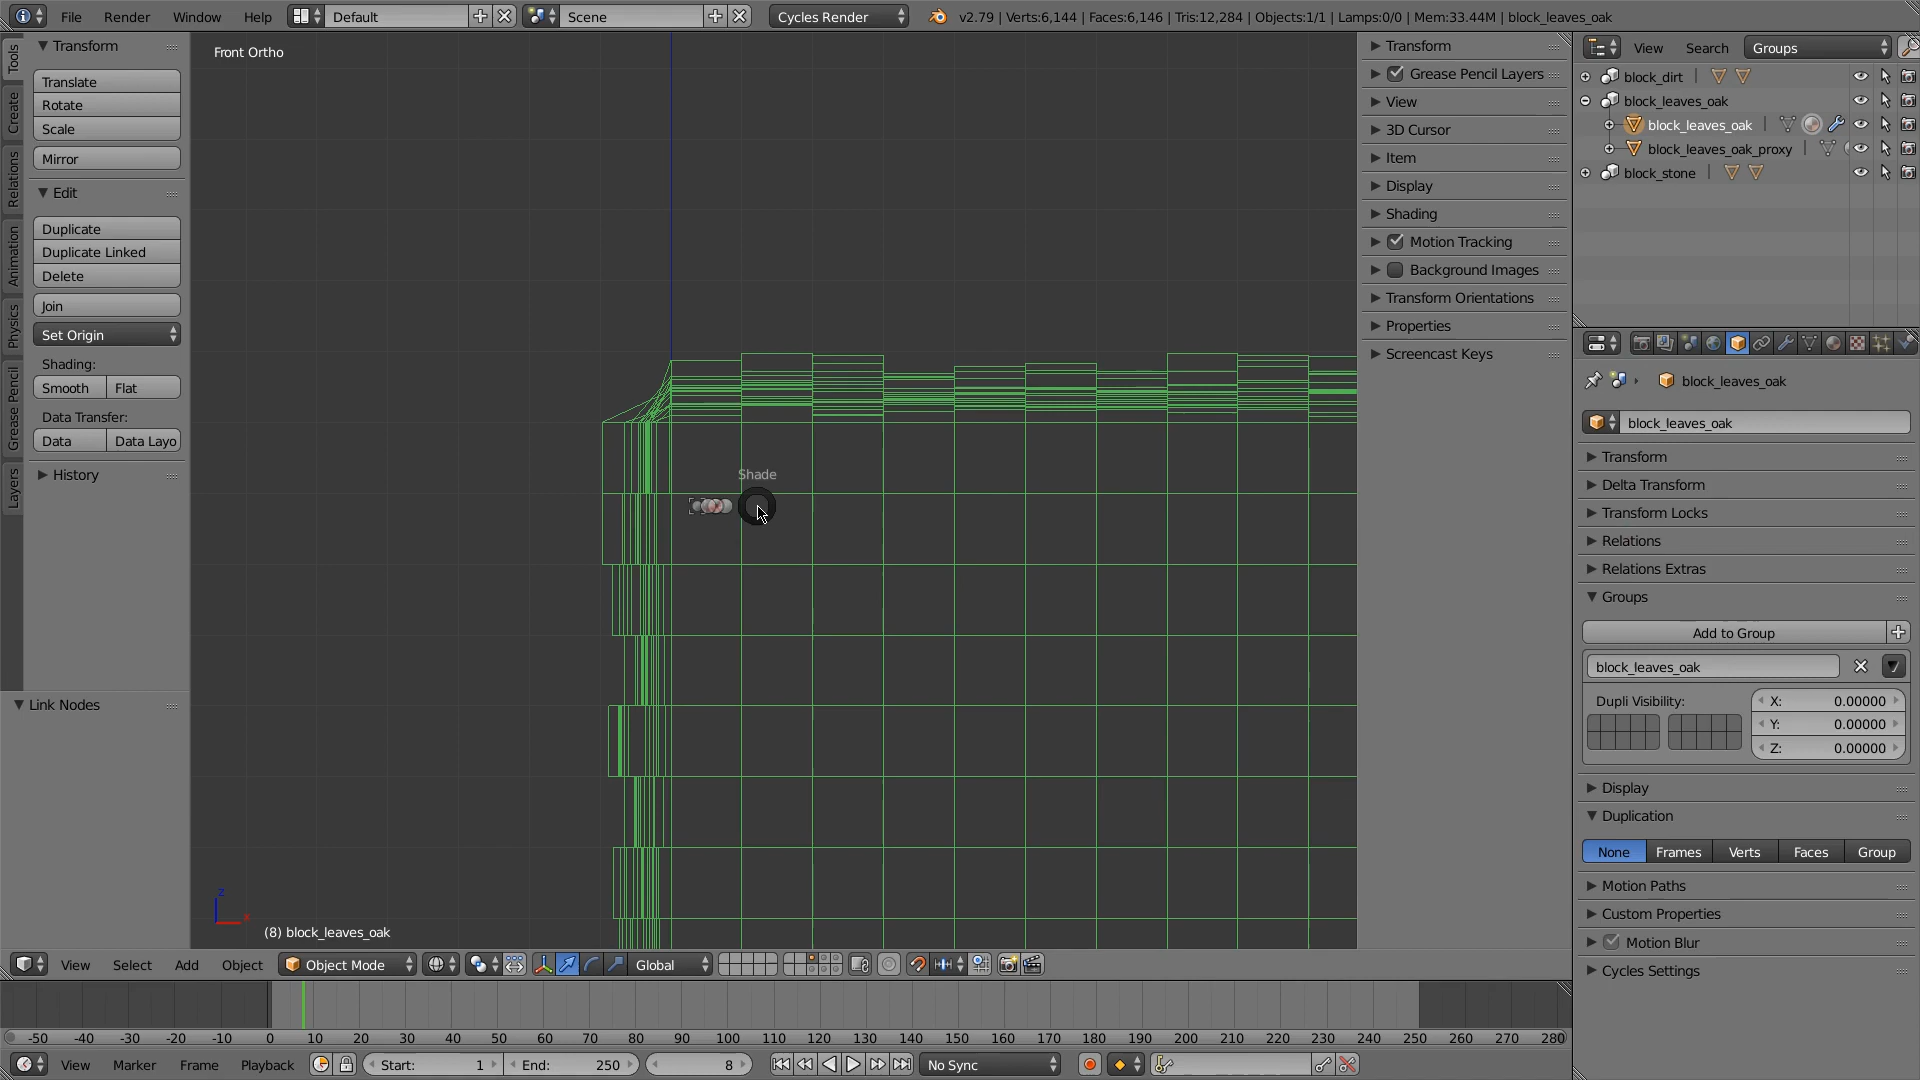 File Render Window Help Default Scene Cycles Render v2.79 | Verts:6,144 | Faces:6,146 | Tris:12,284 | Objects:1/1 | Lamps:0/0 | Mem:33.44M | block_leaves_oak
Tools
Create
Relations
Animation
Physics
Grease Pencil
Layers
Transform
Translate
Rotate
Scale
Mirror
Edit
Duplicate
Duplicate Linked
Delete
Join
Set Origin
Shading:
Smooth Flat
Data Transfer:
Data Data Layo
History
Link Nodes
Front Ortho
Shade
z
x
(8) block_leaves_oak
Transform
Grease Pencil Layers
View
3D Cursor
Item
Display
Shading
Motion Tracking
Background Images
Transform Orientations
Properties
Screencast Keys
View Search Groups
block_dirt
block_leaves_oak
block_leaves_oak
block_leaves_oak_proxy
block_stone
block_leaves_oak
block_leaves_oak
Transform
Delta Transform
Transform Locks
Relations
Relations Extras
Groups
Add to Group
block_leaves_oak
Dupli Visibility:
X: 0.00000
Y: 0.00000
Z: 0.00000
Display
Duplication
None Frames Verts Faces Group
Motion Paths
Custom Properties
Motion Blur
Cycles Settings
View Select Add Object Object Mode Global
-50 -40 -30 -20 -10 0 10 20 30 40 50 60 70 80 90 100 110 120 130 140 150 160 170 180 190 200 210 220 230 240 250 260 270 280
View Marker Frame Playback Start: 1 End: 250 8 No Sync